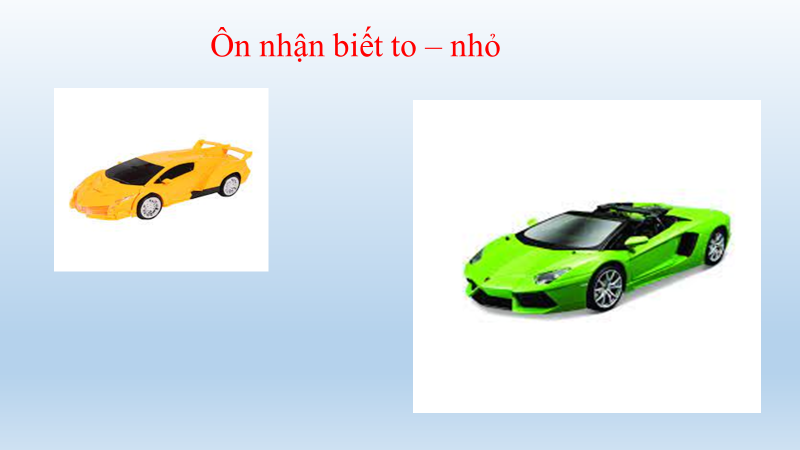 Ôn nhận biết to – nhỏ